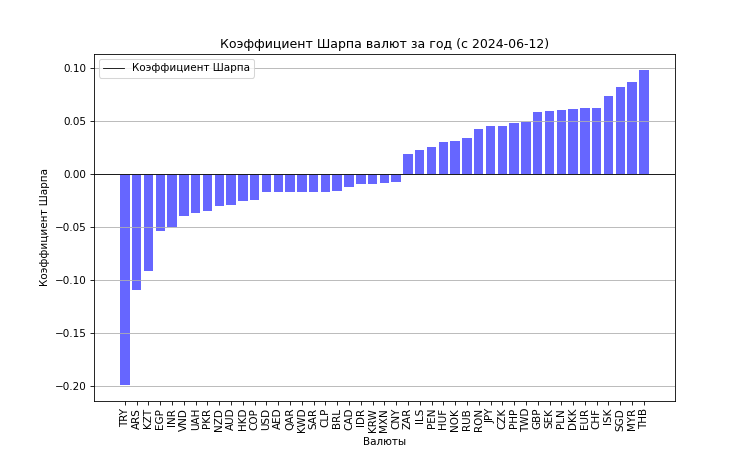 Коэффициент Шарпа валют за год (с 2024-06-12)
Коэффициент Шарпа
0.10
0.05
0.00
−0.05
−0.10
−0.15
−0.20
Коэффициент Шарпа
TRY ARS KZT EGP INR VND UAH PKR NZD AUD HKD COP USD AED QAR KWD SAR CLP BRL CAD IDR KRW MXN CNY ZAR ILS PEN HUF NOK RUB RON JPY CZK PHP TWD GBP SEK PLN DKK EUR CHF ISK SGD MYR THB
Валюты